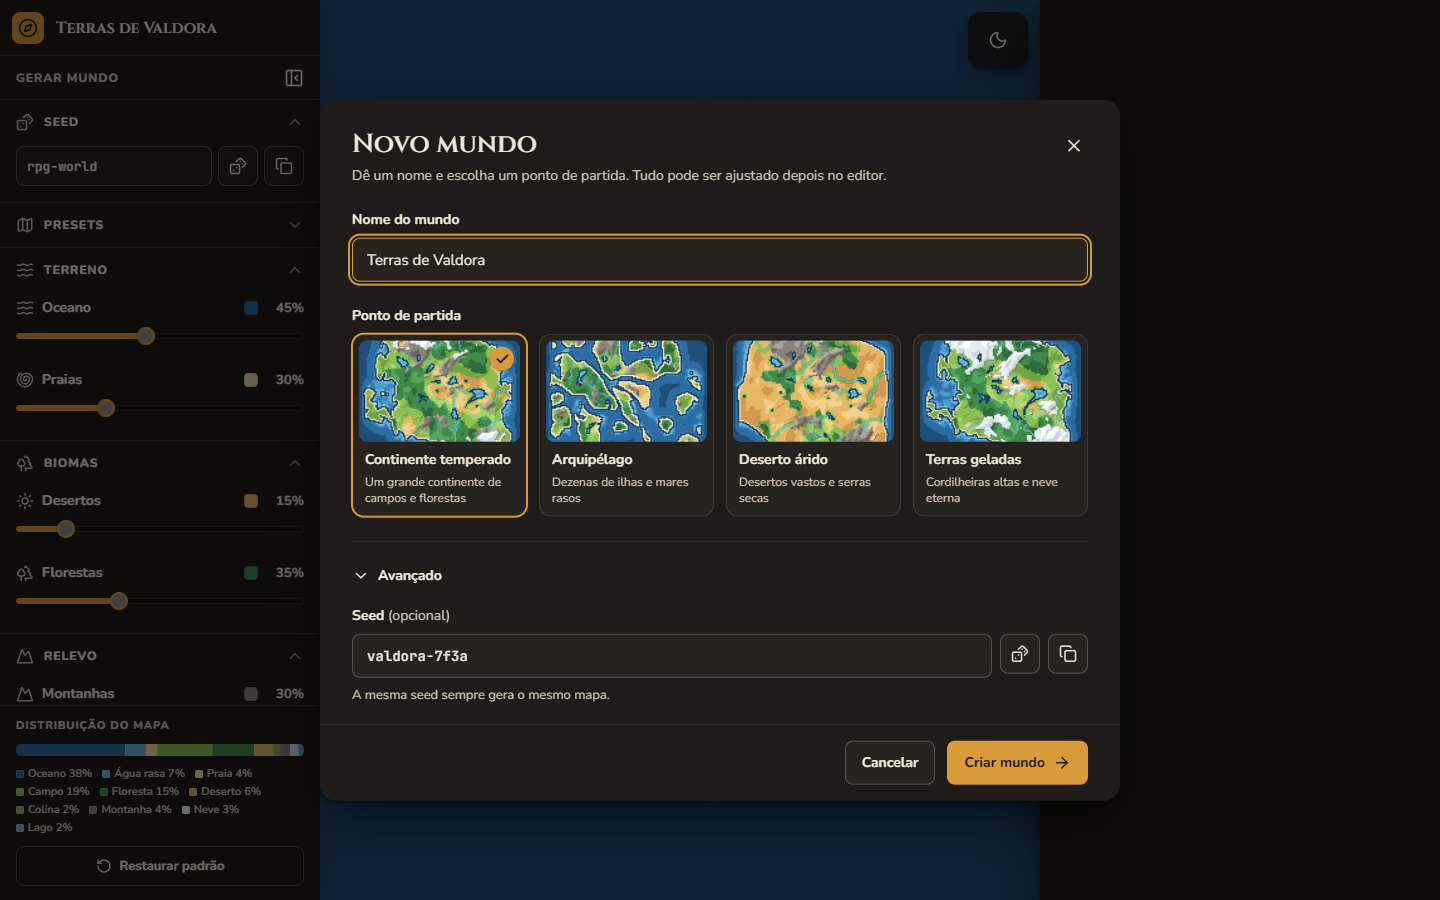 Terras de Valdora
GERAR MUNDO
SEED
rpg-world
PRESETS
TERRENO
Oceano 45%
Praias 30%
BIOMAS
Desertos 15%
Florestas 35%
RELEVO
Montanhas 30%
DISTRIBUIÇÃO DO MAPA
Oceano 38% Água rasa 7% Praia 4%
Campo 19% Floresta 15% Deserto 6%
Colina 2% Montanha 4% Neve 3%
Lago 2%
Restaurar padrão
Novo mundo
Dê um nome e escolha um ponto de partida. Tudo pode ser ajustado depois no editor.
Nome do mundo
Terras de Valdora
Ponto de partida
Continente temperado
Um grande continente de
campos e florestas
Arquipélago
Dezenas de ilhas e mares
rasos
Deserto árido
Desertos vastos e serras
secas
Terras geladas
Cordilheiras altas e neve
eterna
Avançado
Seed (opcional)
valdora-7f3a
A mesma seed sempre gera o mesmo mapa.
Cancelar
Criar mundo